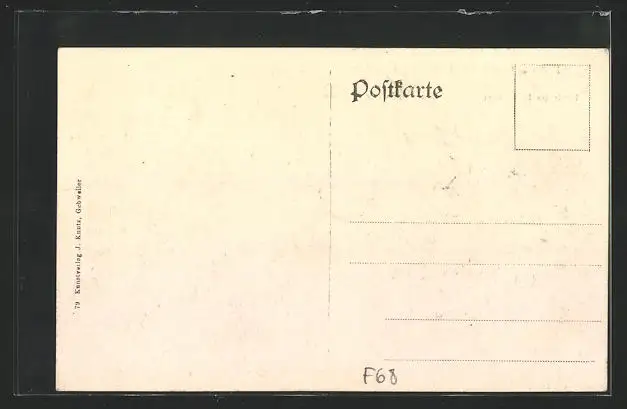 Poſtkarte
79 Kunstverlag J. Kuntz, Gebweiler
F68